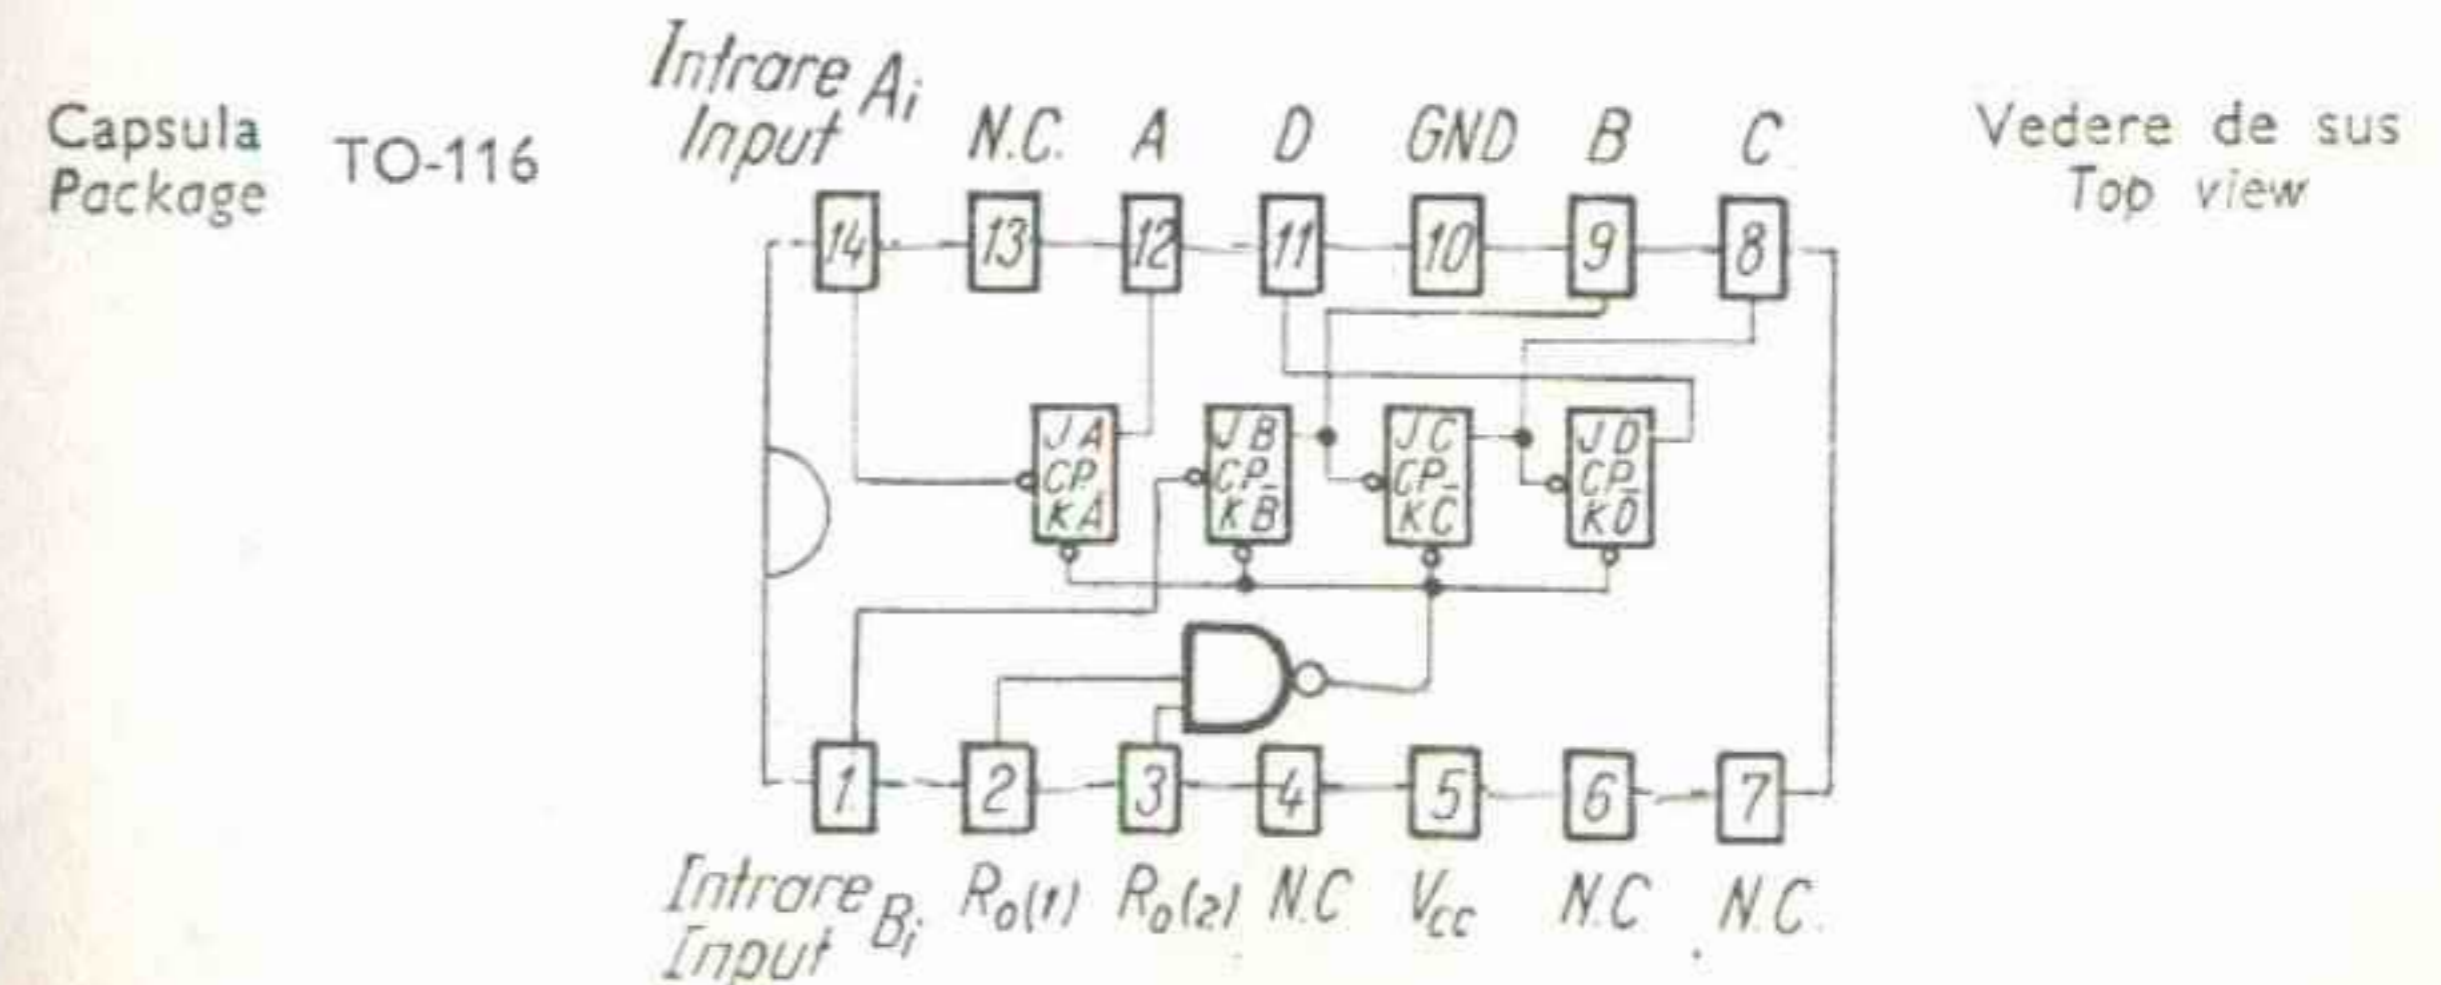 Capsula
Package
TO-116
Intrare Ai
Input
N.C. A D GND B C
Vedere de sus
Top view
14 13 12 11 10 9 8
JA JB JC JD
CP CP CP CP
KA KB KC KD
1 2 3 4 5 6 7
Intrare Bi
Input
Ro(1) Ro(2) N.C Vcc N.C N.C.